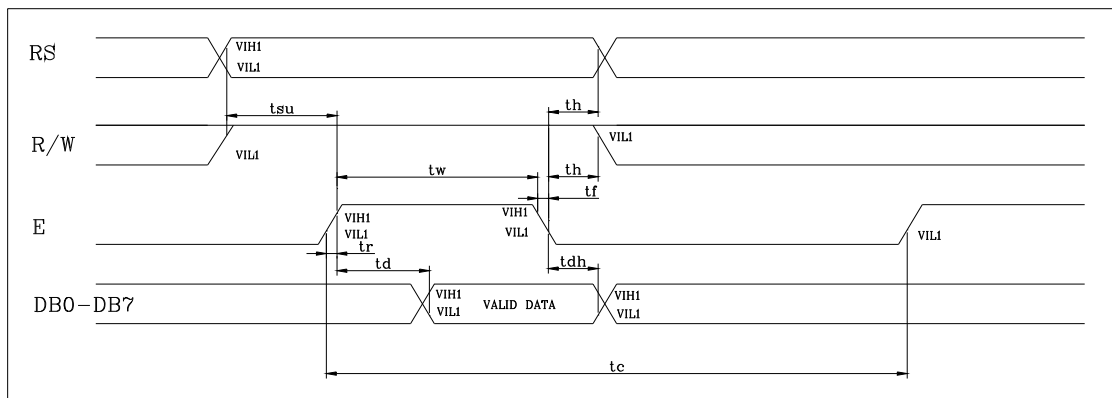 RS
VIH1
VIL1
tsu
th
R/W
VIL1
VIL1
tw
th
tf
E
VIH1
VIL1
VIH1
VIL1
VIL1
tr
td
tdh
DB0-DB7
VIH1
VIL1
VALID DATA
VIH1
VIL1
tc